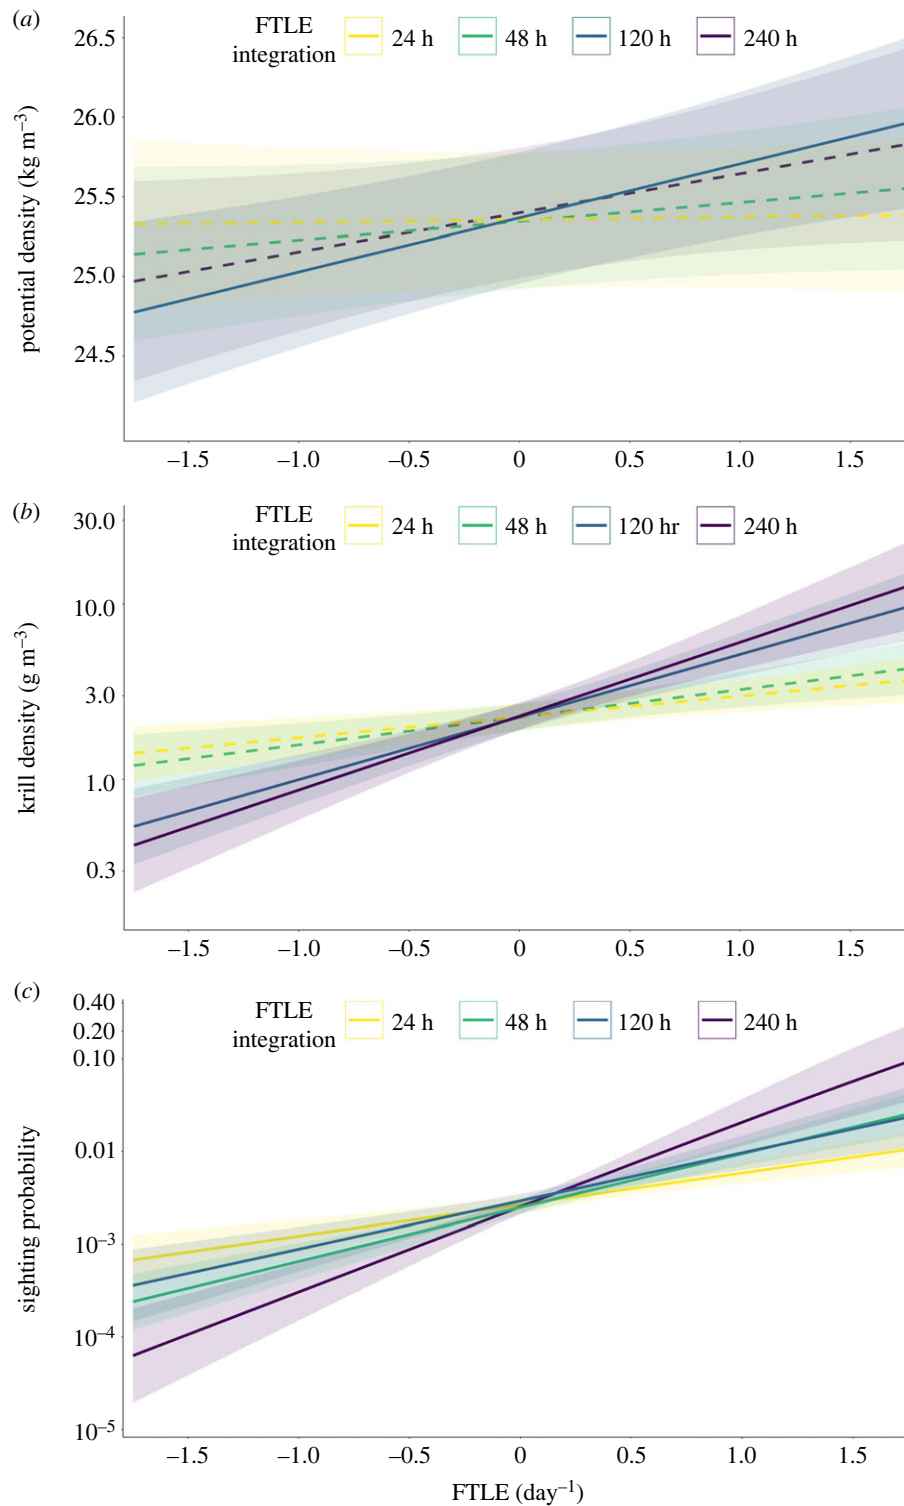 (a)
FTLE
integration
24 h
48 h
120 h
240 h
potential density (kg m−3)
26.5
26.0
25.5
25.0
24.5
−1.5
−1.0
−0.5
0
0.5
1.0
1.5
(b)
FTLE
integration
24 h
48 h
120 hr
240 h
krill density (g m−3)
30.0
10.0
3.0
1.0
0.3
−1.5
−1.0
−0.5
0
0.5
1.0
1.5
(c)
FTLE
integration
24 h
48 h
120 h
240 h
sighting probability
0.40
0.20
0.10
0.01
10−3
10−4
10−5
−1.5
−1.0
−0.5
0
0.5
1.0
1.5
FTLE (day−1)